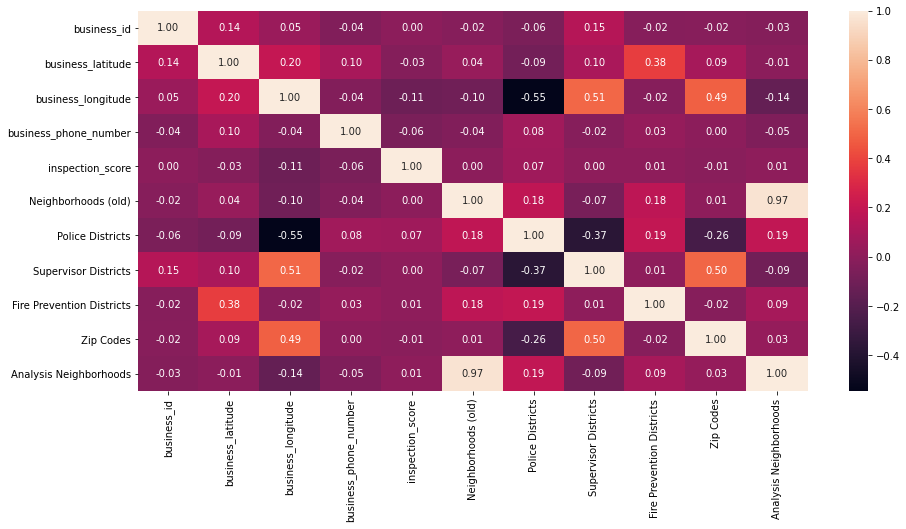 business_id 1.00 0.14 0.05 -0.04 0.00 -0.02 -0.06 0.15 -0.02 -0.02 -0.03
business_latitude 0.14 1.00 0.20 0.10 -0.03 0.04 -0.09 0.10 0.38 0.09 -0.01
business_longitude 0.05 0.20 1.00 -0.04 -0.11 -0.10 -0.55 0.51 -0.02 0.49 -0.14
business_phone_number -0.04 0.10 -0.04 1.00 -0.06 -0.04 0.08 -0.02 0.03 0.00 -0.05
inspection_score 0.00 -0.03 -0.11 -0.06 1.00 0.00 0.07 0.00 0.01 -0.01 0.01
Neighborhoods (old) -0.02 0.04 -0.10 -0.04 0.00 1.00 0.18 -0.07 0.18 0.01 0.97
Police Districts -0.06 -0.09 -0.55 0.08 0.07 0.18 1.00 -0.37 0.19 -0.26 0.19
Supervisor Districts 0.15 0.10 0.51 -0.02 0.00 -0.07 -0.37 1.00 0.01 0.50 -0.09
Fire Prevention Districts -0.02 0.38 -0.02 0.03 0.01 0.18 0.19 0.01 1.00 -0.02 0.09
Zip Codes -0.02 0.09 0.49 0.00 -0.01 0.01 -0.26 0.50 -0.02 1.00 0.03
Analysis Neighborhoods -0.03 -0.01 -0.14 -0.05 0.01 0.97 0.19 -0.09 0.09 0.03 1.00
business_id
business_latitude
business_longitude
business_phone_number
inspection_score
Neighborhoods (old)
Police Districts
Supervisor Districts
Fire Prevention Districts
Zip Codes
Analysis Neighborhoods
1.0
0.8
0.6
0.4
0.2
0.0
−0.2
−0.4